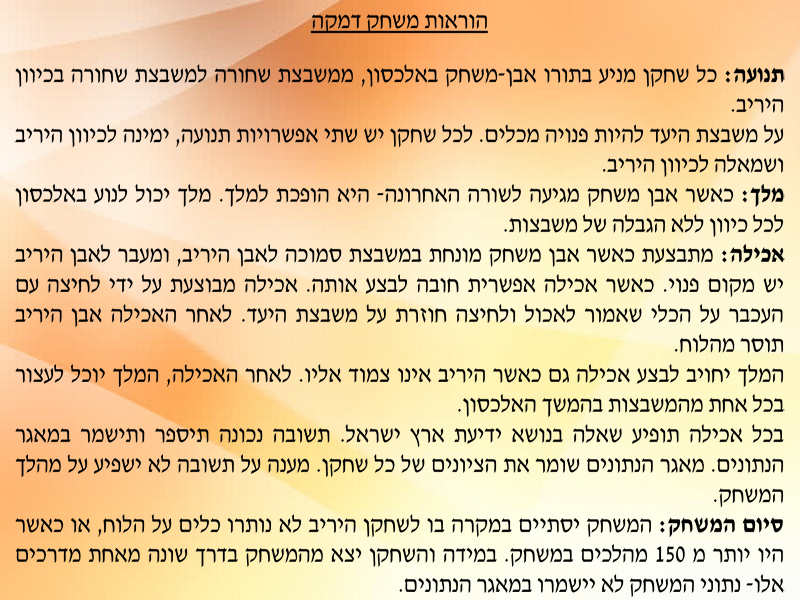 הוראות משחק דמקה
תנועה: כל שחקן מניע בתורו אבן-משחק באלכסון, ממשבצת שחורה למשבצת שחורה בכיוון
היריב.
על משבצת היעד להיות פנויה מכלים. לכל שחקן יש שתי אפשרויות תנועה, ימינה לכיוון היריב
ושמאלה לכיוון היריב.
מלך: כאשר אבן משחק מגיעה לשורה האחרונה- היא הופכת למלך. מלך יכול לנוע באלכסון
לכל כיוון ללא הגבלה של משבצות.
אכילה: מתבצעת כאשר אבן משחק מונחת במשבצת סמוכה לאבן היריב, ומעבר לאבן היריב
יש מקום פנוי. כאשר אכילה אפשרית חובה לבצע אותה. אכילה מבוצעת על ידי לחיצה עם
העכבר על הכלי שאמור לאכול ולחיצה חוזרת על משבצת היעד. לאחר האכילה אבן היריב
תוסר מהלוח.
המלך יחויב לבצע אכילה גם כאשר היריב אינו צמוד אליו. לאחר האכילה, המלך יוכל לעצור
בכל אחת מהמשבצות בהמשך האלכסון.
בכל אכילה תופיע שאלה בנושא ידיעת ארץ ישראל. תשובה נכונה תיספר ותישמר במאגר
הנתונים. מאגר הנתונים שומר את הציונים של כל שחקן. מענה על תשובה לא ישפיע על מהלך
המשחק.
סיום המשחק: המשחק יסתיים במקרה בו לשחקן היריב לא נותרו כלים על הלוח, או כאשר
היו יותר מ 150 מהלכים במשחק. במידה והשחקן יצא מהמשחק בדרך שונה מאחת מדרכים
אלו- נתוני המשחק לא יישמרו במאגר הנתונים.